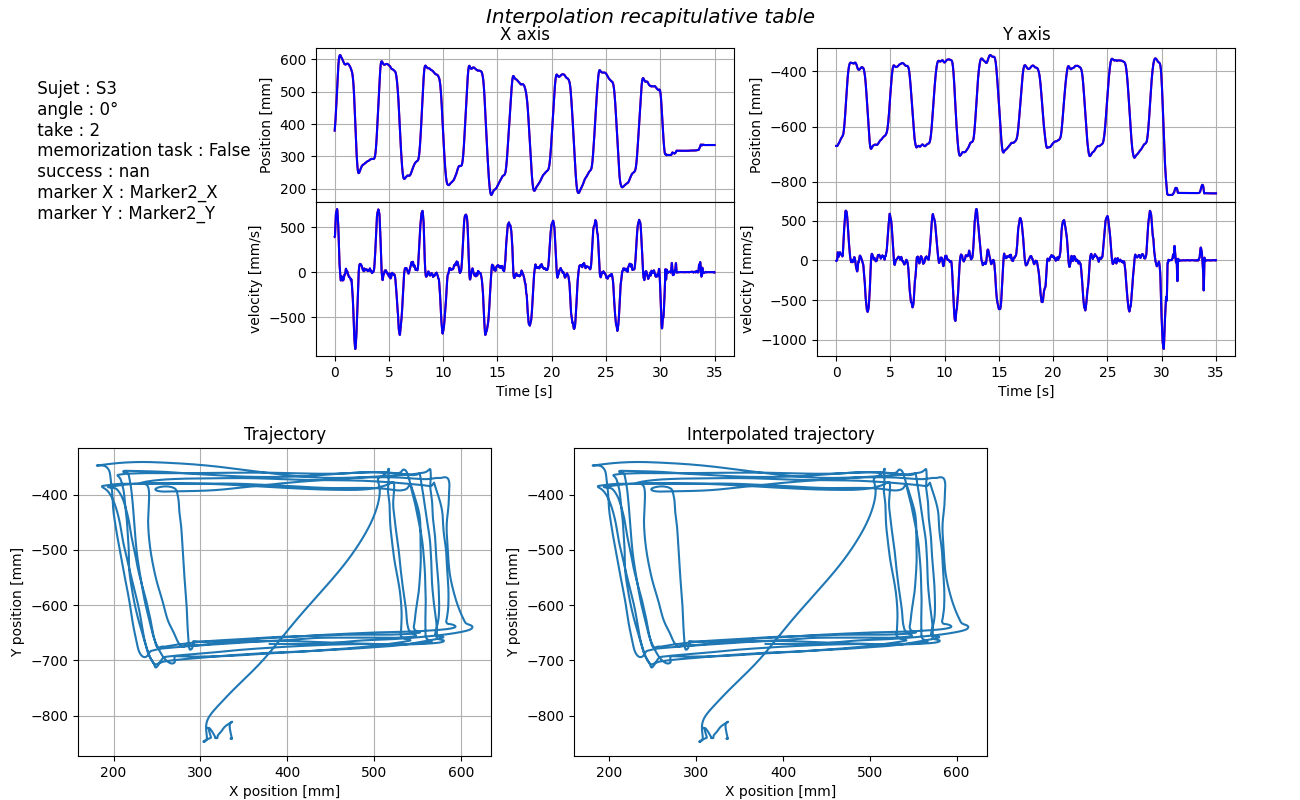 Interpolation recapitulative table
X axis
Y axis
Sujet : S3
angle : 0°
take : 2
memorization task : False
success : nan
marker X : Marker2_X
marker Y : Marker2_Y
Position [mm]
600
500
400
300
200
velocity [mm/s]
500
0
−500
0 5 10 15 20 25 30 35
Time [s]
Position [mm]
−400
−600
−800
velocity [mm/s]
500
0
−500
−1000
0 5 10 15 20 25 30 35
Time [s]
Trajectory
Y position [mm]
−400
−500
−600
−700
−800
200 300 400 500 600
X position [mm]
Interpolated trajectory
Y position [mm]
−400
−500
−600
−700
−800
200 300 400 500 600
X position [mm]